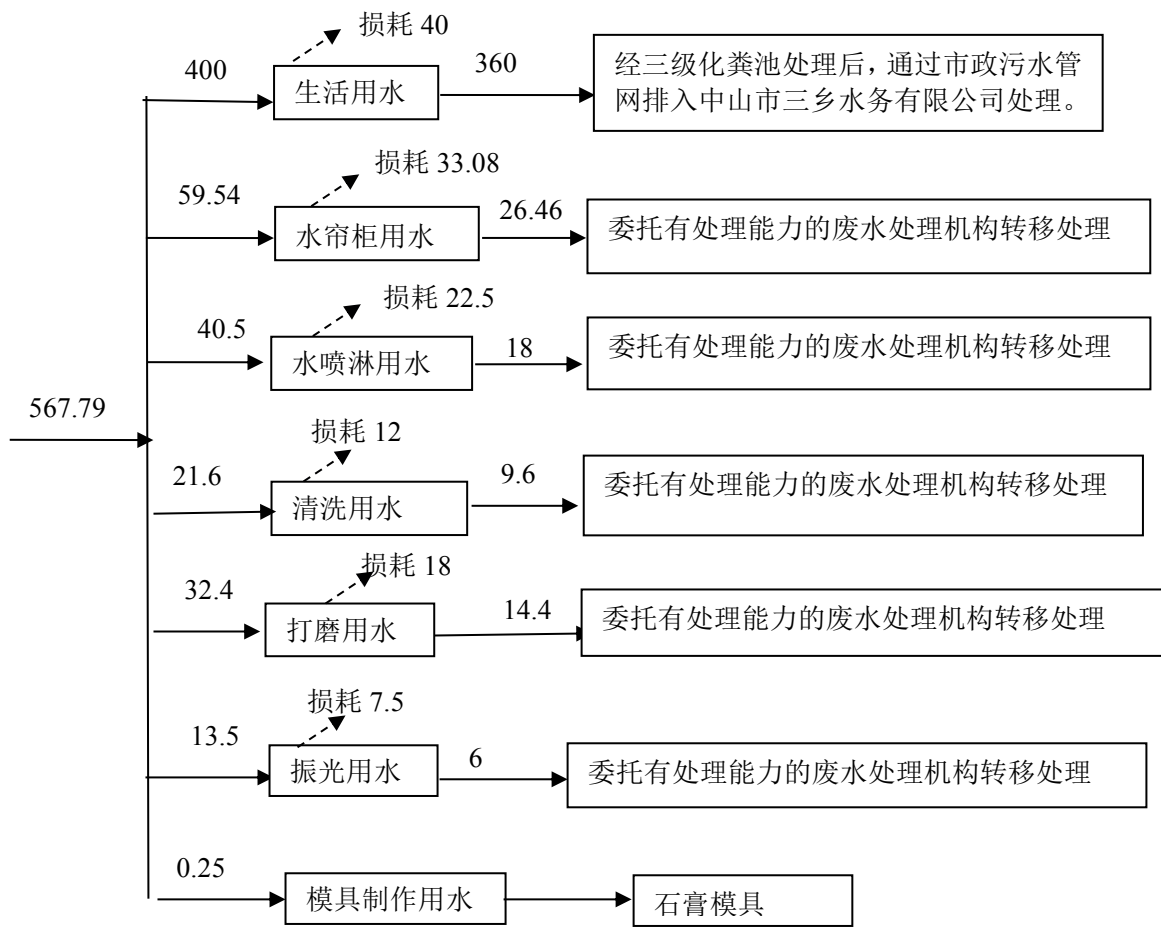 损耗 40
400
生活用水
360
经三级化粪池处理后，通过市政污水管
网排入中山市三乡水务有限公司处理。
损耗 33.08
59.54
水帘柜用水
26.46
委托有处理能力的废水处理机构转移处理
损耗 22.5
40.5
水喷淋用水
18
委托有处理能力的废水处理机构转移处理
567.79
损耗 12
21.6
清洗用水
9.6
委托有处理能力的废水处理机构转移处理
损耗 18
32.4
打磨用水
14.4
委托有处理能力的废水处理机构转移处理
损耗 7.5
13.5
振光用水
6
委托有处理能力的废水处理机构转移处理
0.25
模具制作用水
石膏模具